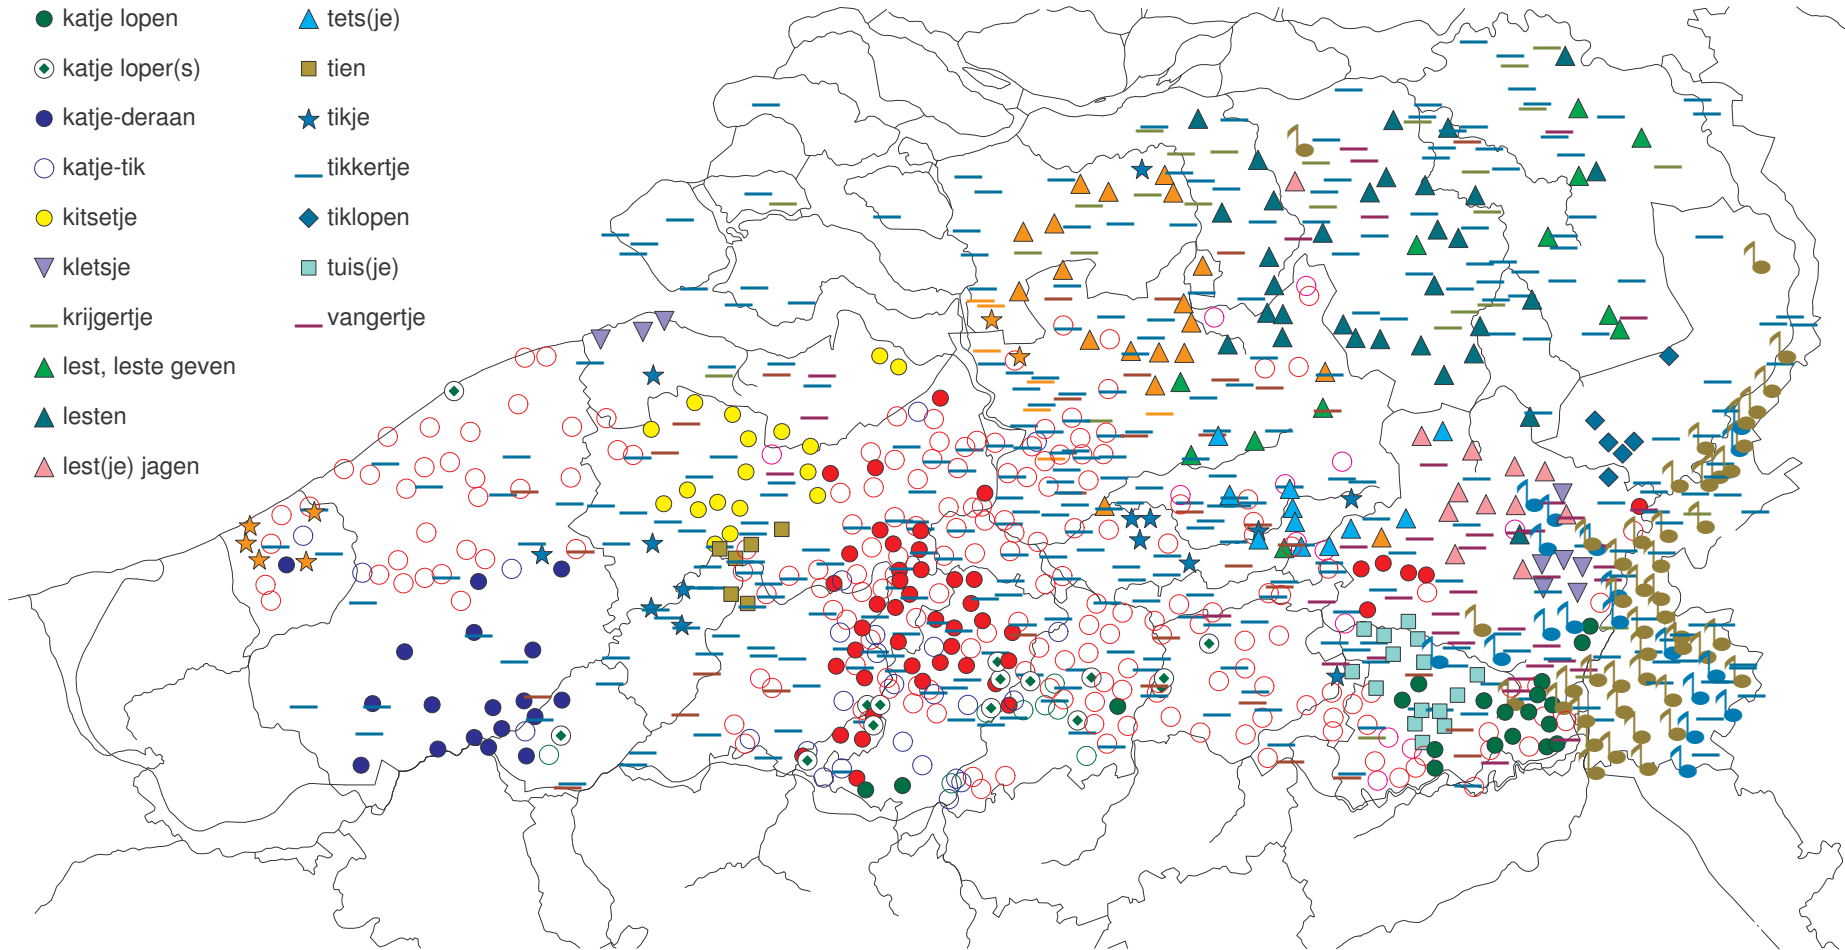 katje lopen
katje loper(s)
katje-deraan
katje-tik
kitsetje
kletsje
krijgertje
lest, leste geven
lesten
lest(je) jagen
tets(je)
tien
tikje
tikkertje
tiklopen
tuis(je)
vangertje